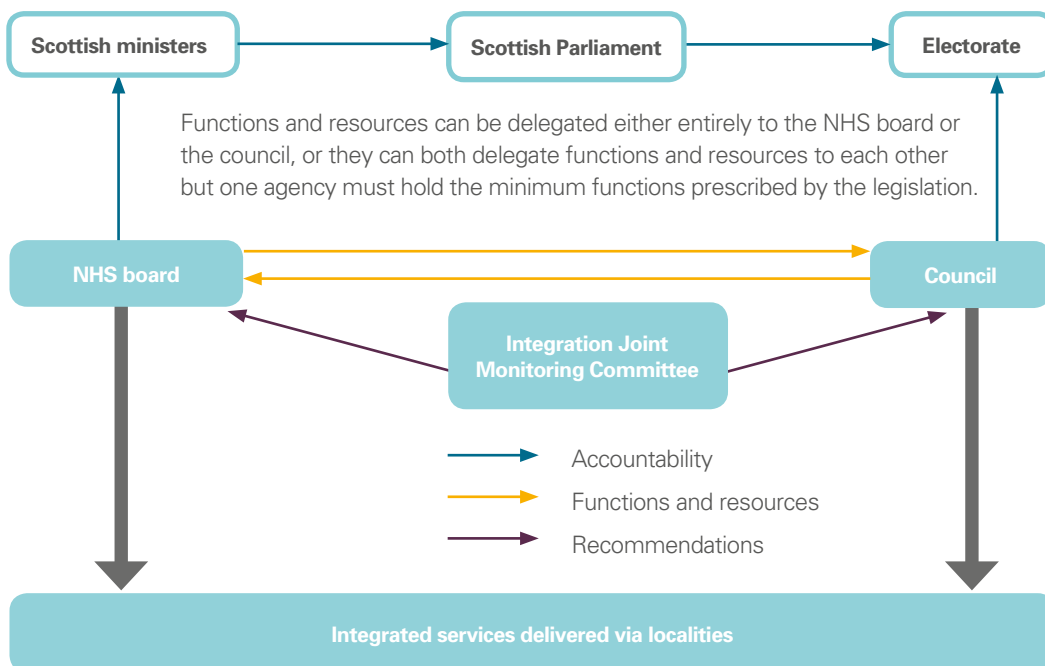 Scottish ministers
Scottish Parliament
Electorate
Functions and resources can be delegated either entirely to the NHS board or
the council, or they can both delegate functions and resources to each other
but one agency must hold the minimum functions prescribed by the legislation.
NHS board
Council
Integration Joint
Monitoring Committee
Accountability
Functions and resources
Recommendations
Integrated services delivered via localities